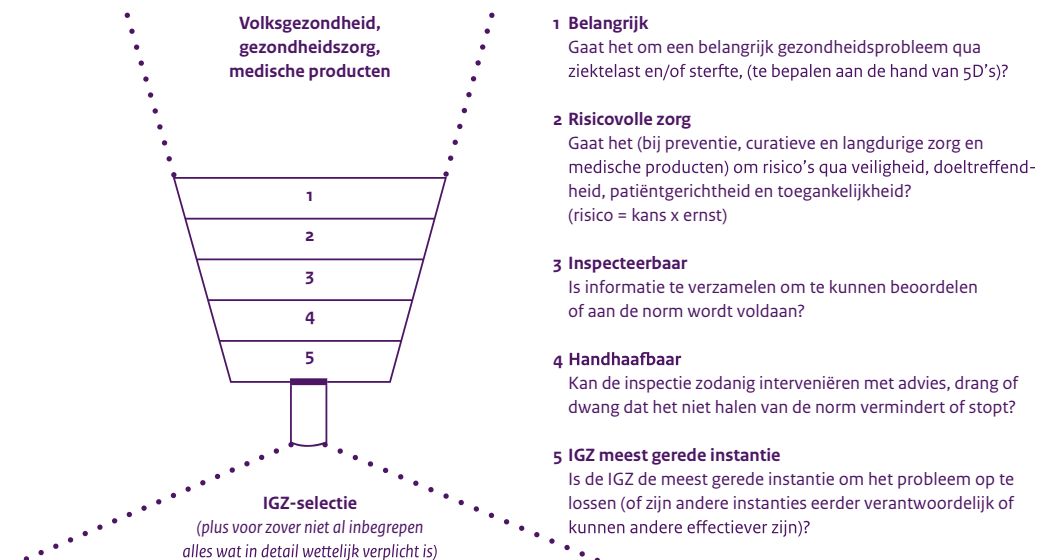 Volksgezondheid,
gezondheidszorg,
medische producten
1
2
3
4
5
IGZ-selectie
(plus voor zover niet al inbegrepen
alles wat in detail wettelijk verplicht is)
1 Belangrijk
Gaat het om een belangrijk gezondheidsprobleem qua
ziektelast en/of sterfte, (te bepalen aan de hand van 5D's)?
2 Risicovolle zorg
Gaat het (bij preventie, curatieve en langdurige zorg en
medische producten) om risico's qua veiligheid, doeltreffend-
heid, patiëntgerichtheid en toegankelijkheid?
(risico = kans x ernst)
3 Inspecteerbaar
Is informatie te verzamelen om te kunnen beoordelen
of aan de norm wordt voldaan?
4 Handhaafbaar
Kan de inspectie zodanig interveniëren met advies, drang of
dwang dat het niet halen van de norm vermindert of stopt?
5 IGZ meest gerede instantie
Is de IGZ de meest gerede instantie om het probleem op te
lossen (of zijn andere instanties eerder verantwoordelijk of
kunnen andere effectiever zijn)?